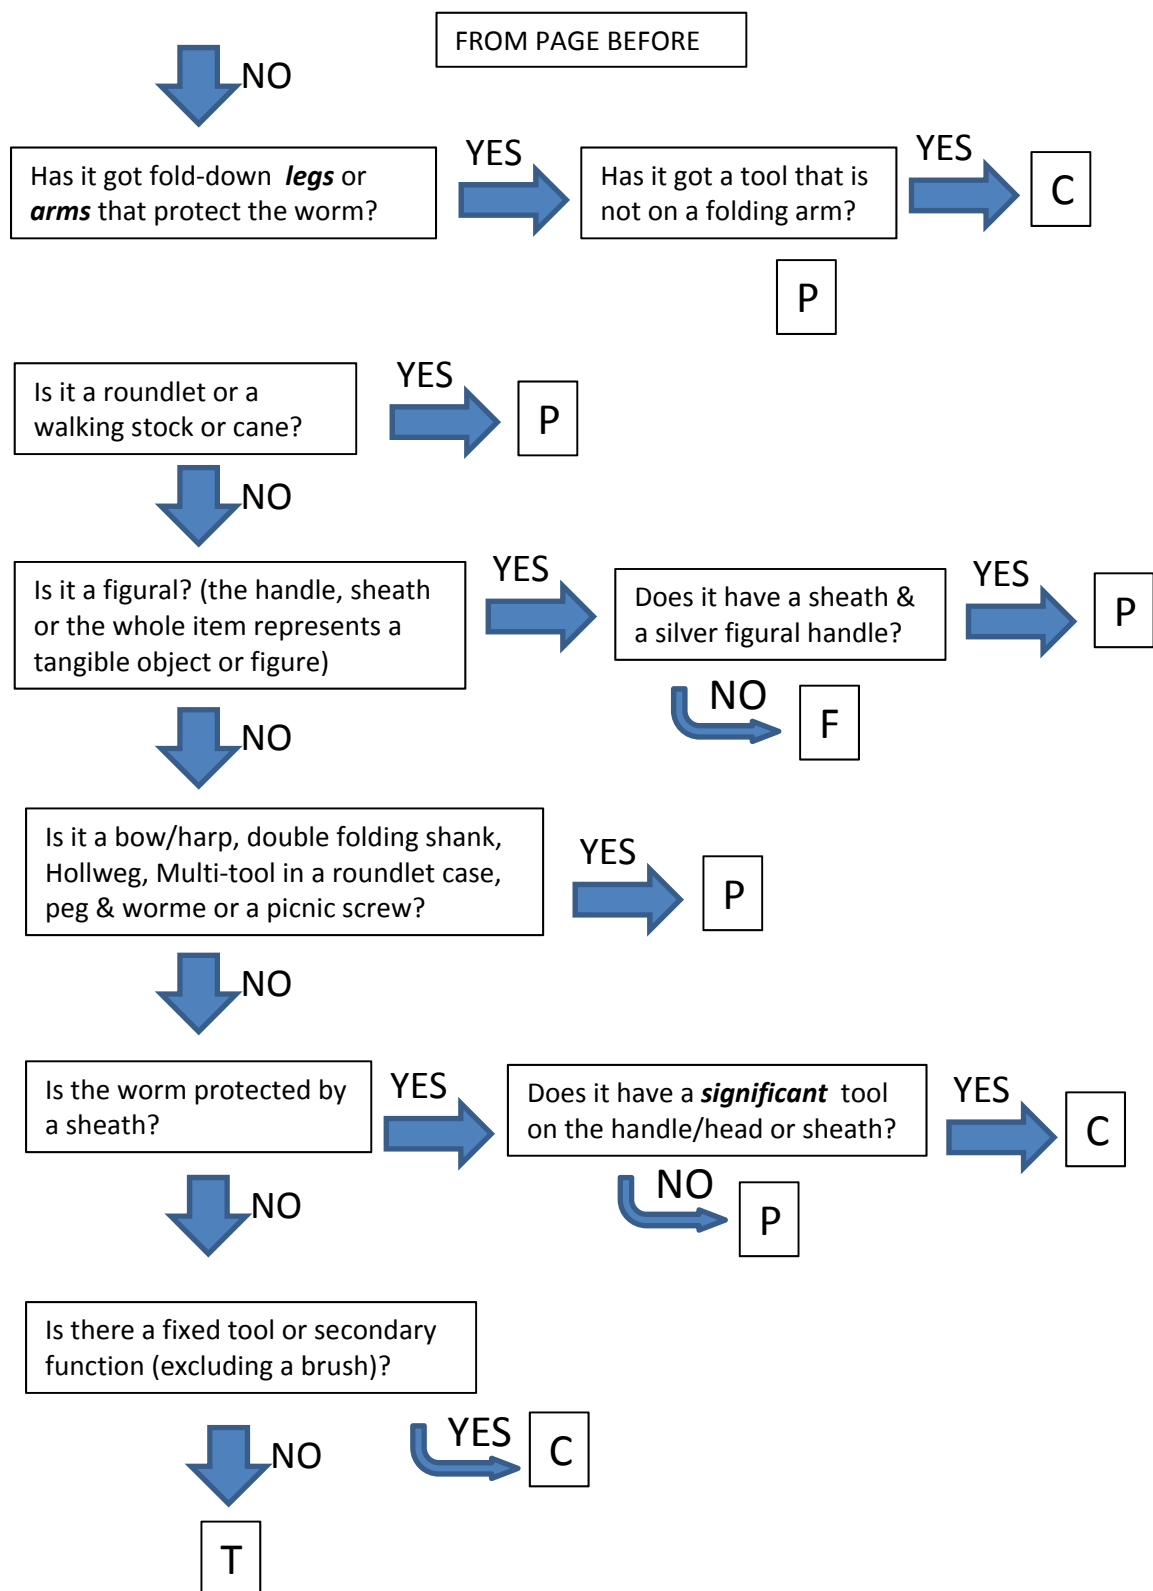 FROM PAGE BEFORE
NO
Has it got fold-down legs or
arms that protect the worm?
YES
Has it got a tool that is
not on a folding arm?
YES
C
P
Is it a roundlet or a
walking stock or cane?
YES
P
NO
Is it a figural? (the handle, sheath
or the whole item represents a
tangible object or figure)
YES
Does it have a sheath &
a silver figural handle?
YES
P
NO
F
NO
Is it a bow/harp, double folding shank,
Hollweg, Multi-tool in a roundlet case,
peg & worme or a picnic screw?
YES
P
NO
Is the worm protected by
a sheath?
YES
Does it have a significant tool
on the handle/head or sheath?
YES
C
NO
P
NO
Is there a fixed tool or secondary
function (excluding a brush)?
YES
C
NO
T